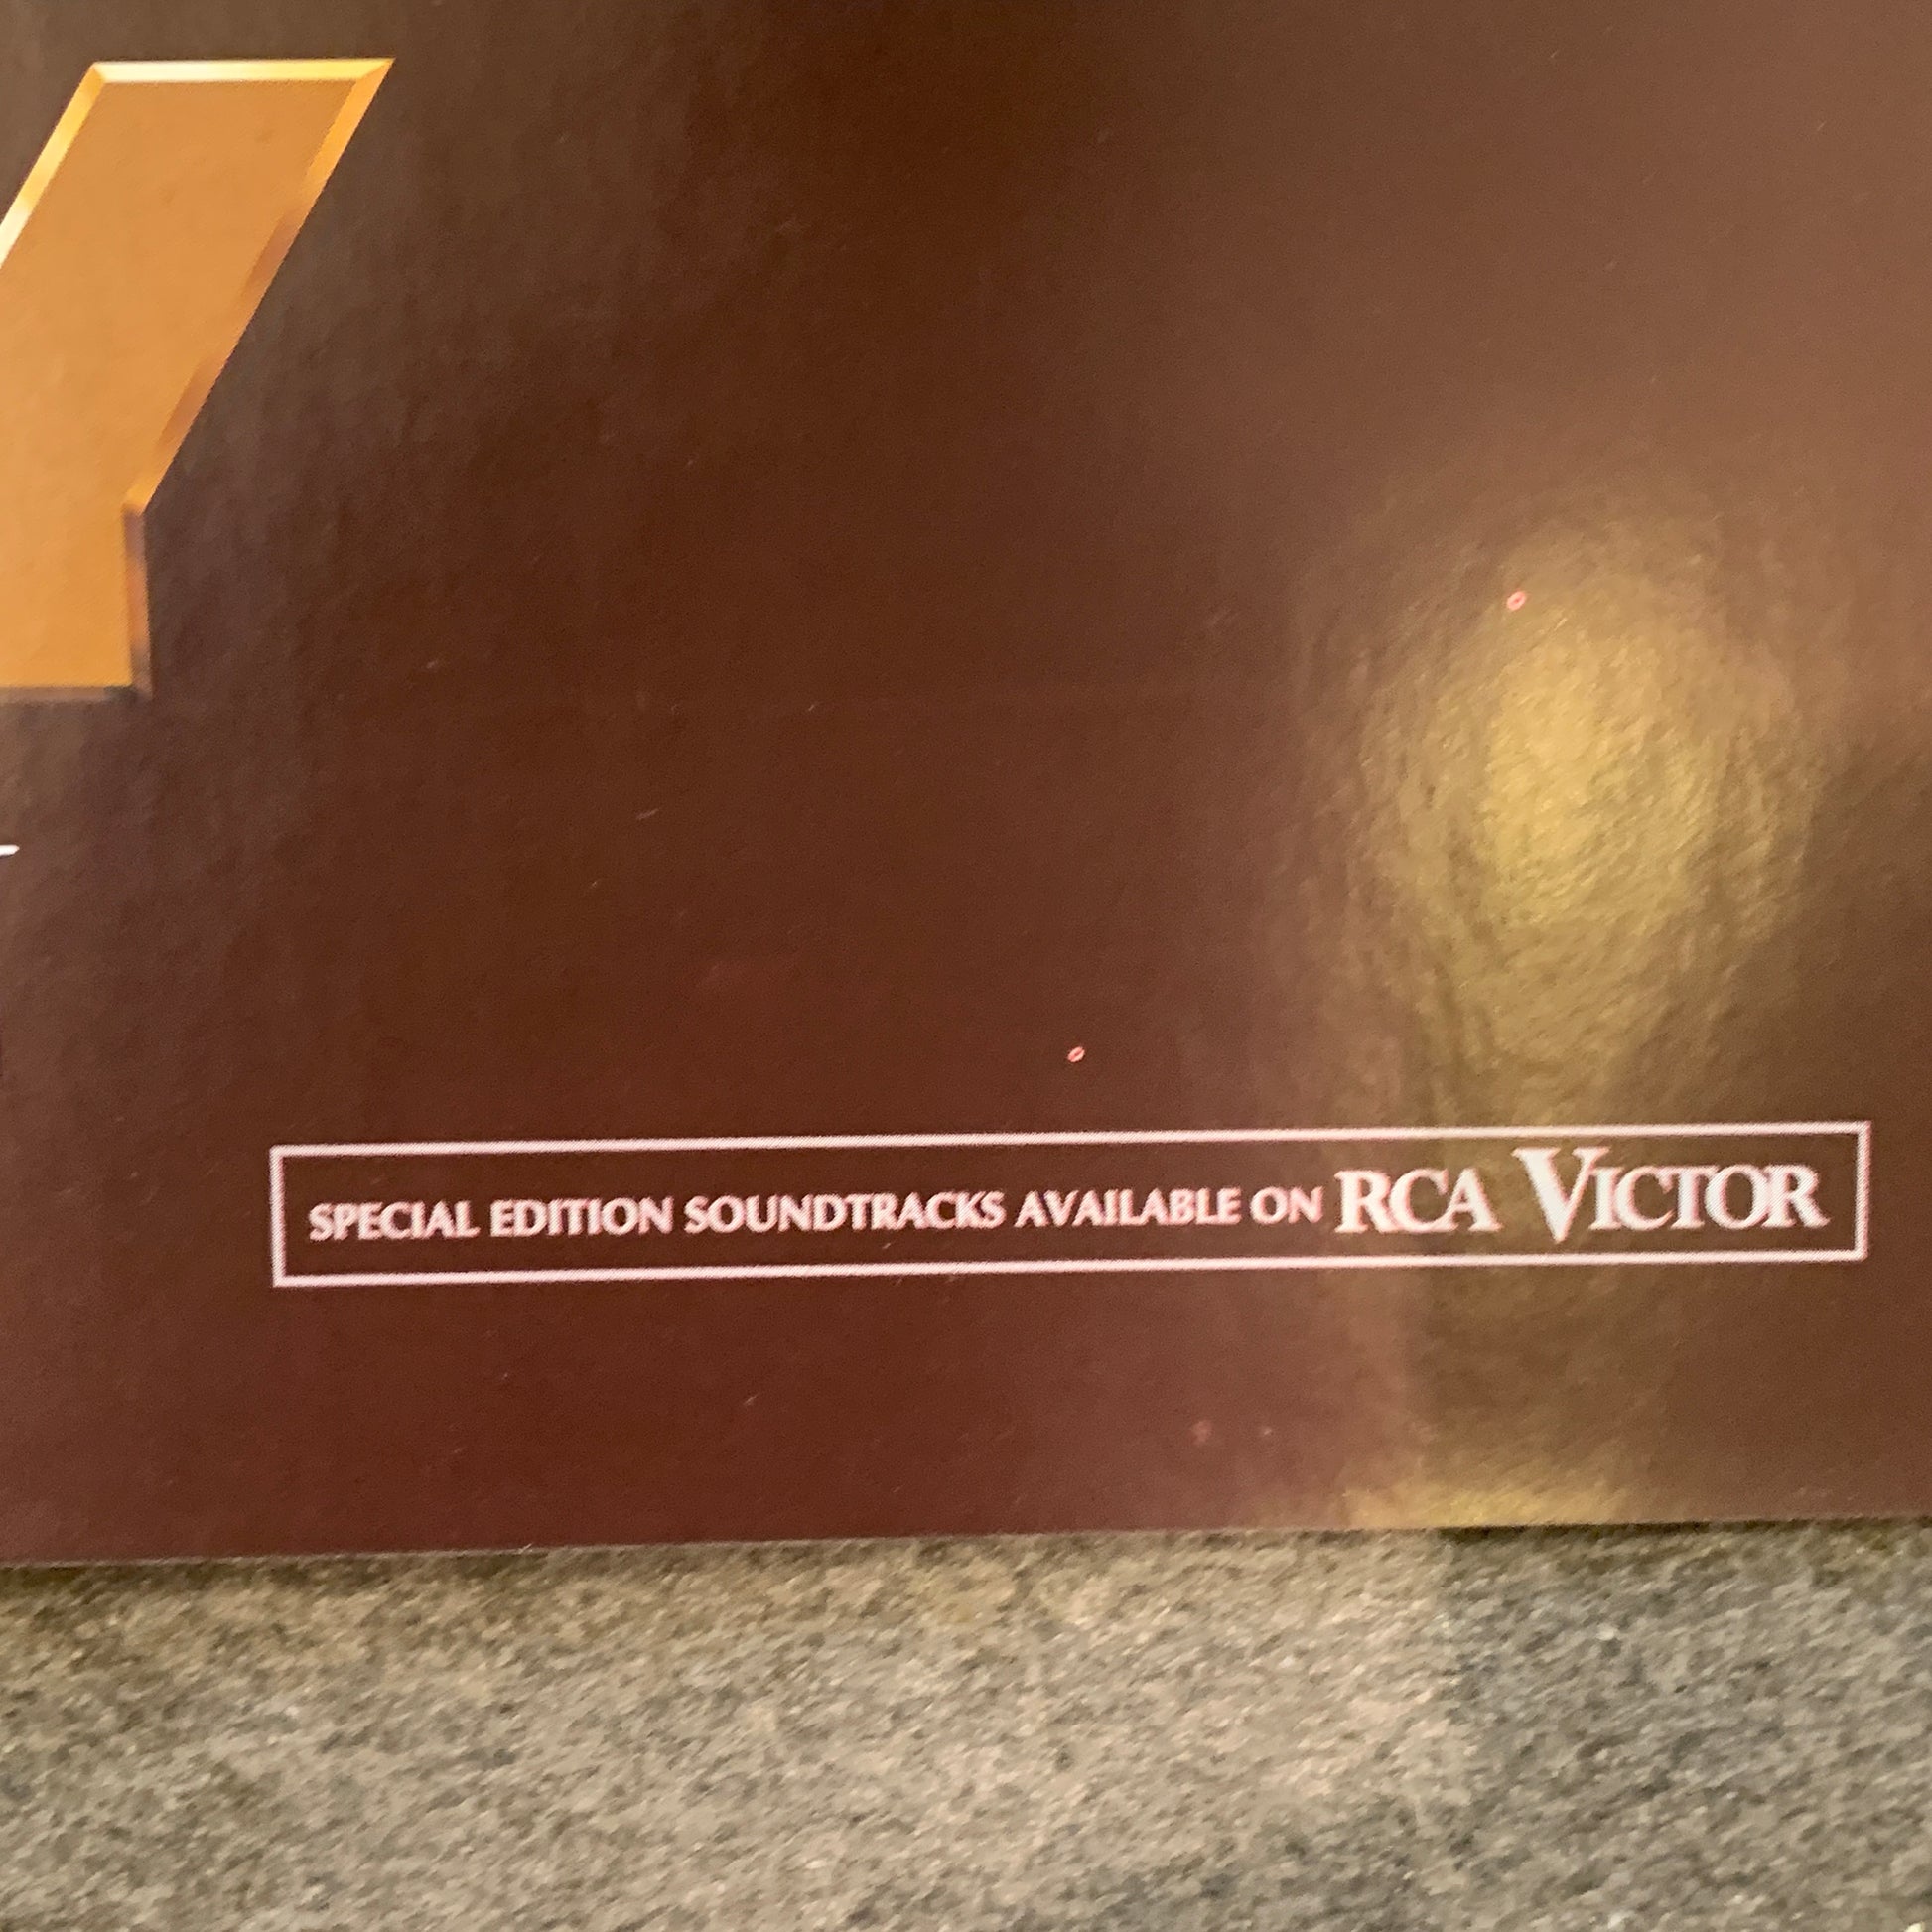 SPECIAL EDITION SOUNDTRACKS AVAILABLE ON RCA VICTOR